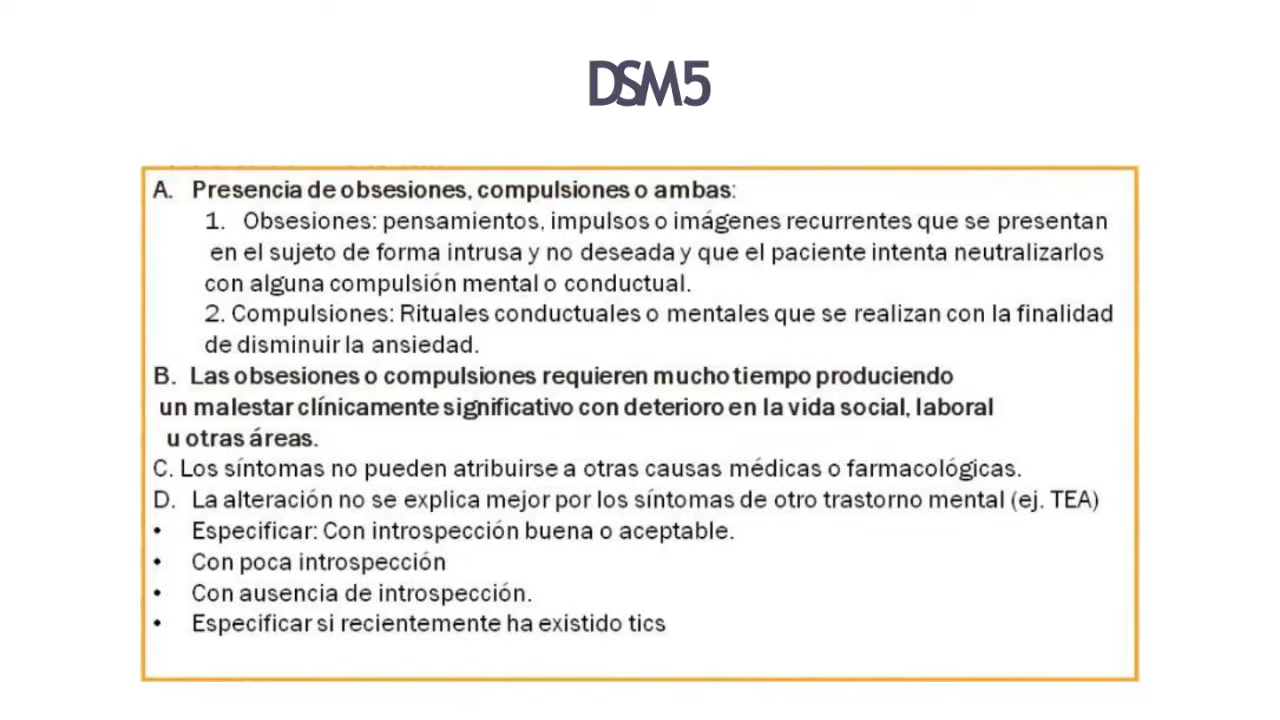 DSM5
A. Presencia de obsesiones, compulsiones o ambas:
1. Obsesiones: pensamientos, impulsos o imágenes recurrentes que se presentan
en el sujeto de forma intrusa y no deseada y que el paciente intenta neutralizarlos
con alguna compulsión mental o conductual.
2. Compulsiones: Rituales conductuales o mentales que se realizan con la finalidad
de disminuir la ansiedad.
B. Las obsesiones o compulsiones requieren mucho tiempo produciendo
un malestar clínicamente significativo con deterioro en la vida social, laboral
u otras áreas.
C. Los síntomas no pueden atribuirse a otras causas médicas o farmacológicas.
D. La alteración no se explica mejor por los síntomas de otro trastorno mental (ej. TEA)
• Especificar: Con introspección buena o aceptable.
• Con poca introspección
• Con ausencia de introspección.
• Especificar si recientemente ha existido tics